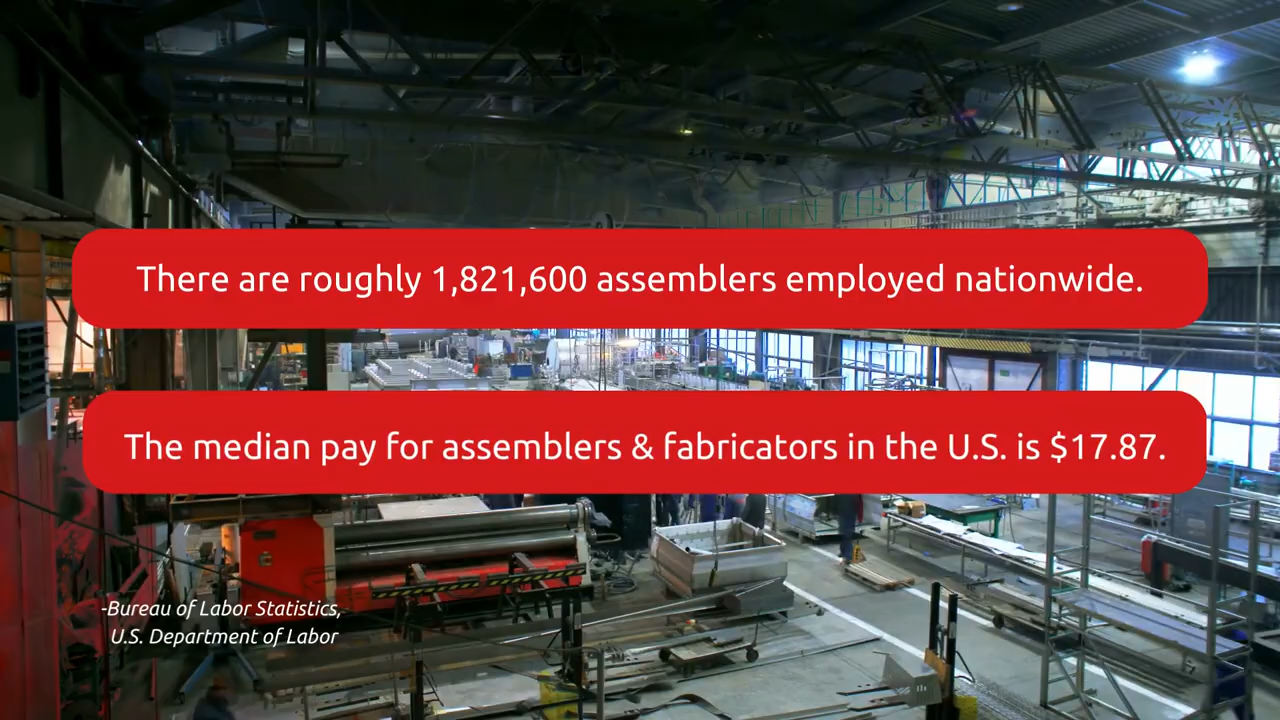 There are roughly 1,821,600 assemblers employed nationwide.
The median pay for assemblers & fabricators in the U.S. is $17.87.
-Bureau of Labor Statistics,
U.S. Department of Labor